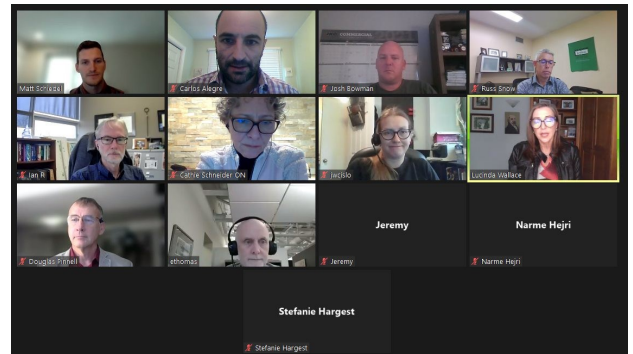 Matt Schiedel
Carlos Alegre
Josh Bowman
Russ Snow
Ian R
Cathie Schneider ON
iwcislo
Lucinda Wallace
Douglas Pinnell
ethomas
Jeremy
Jeremy
Narme Hejri
Narme Hejri
Stefanie Hargest
Stefanie Hargest